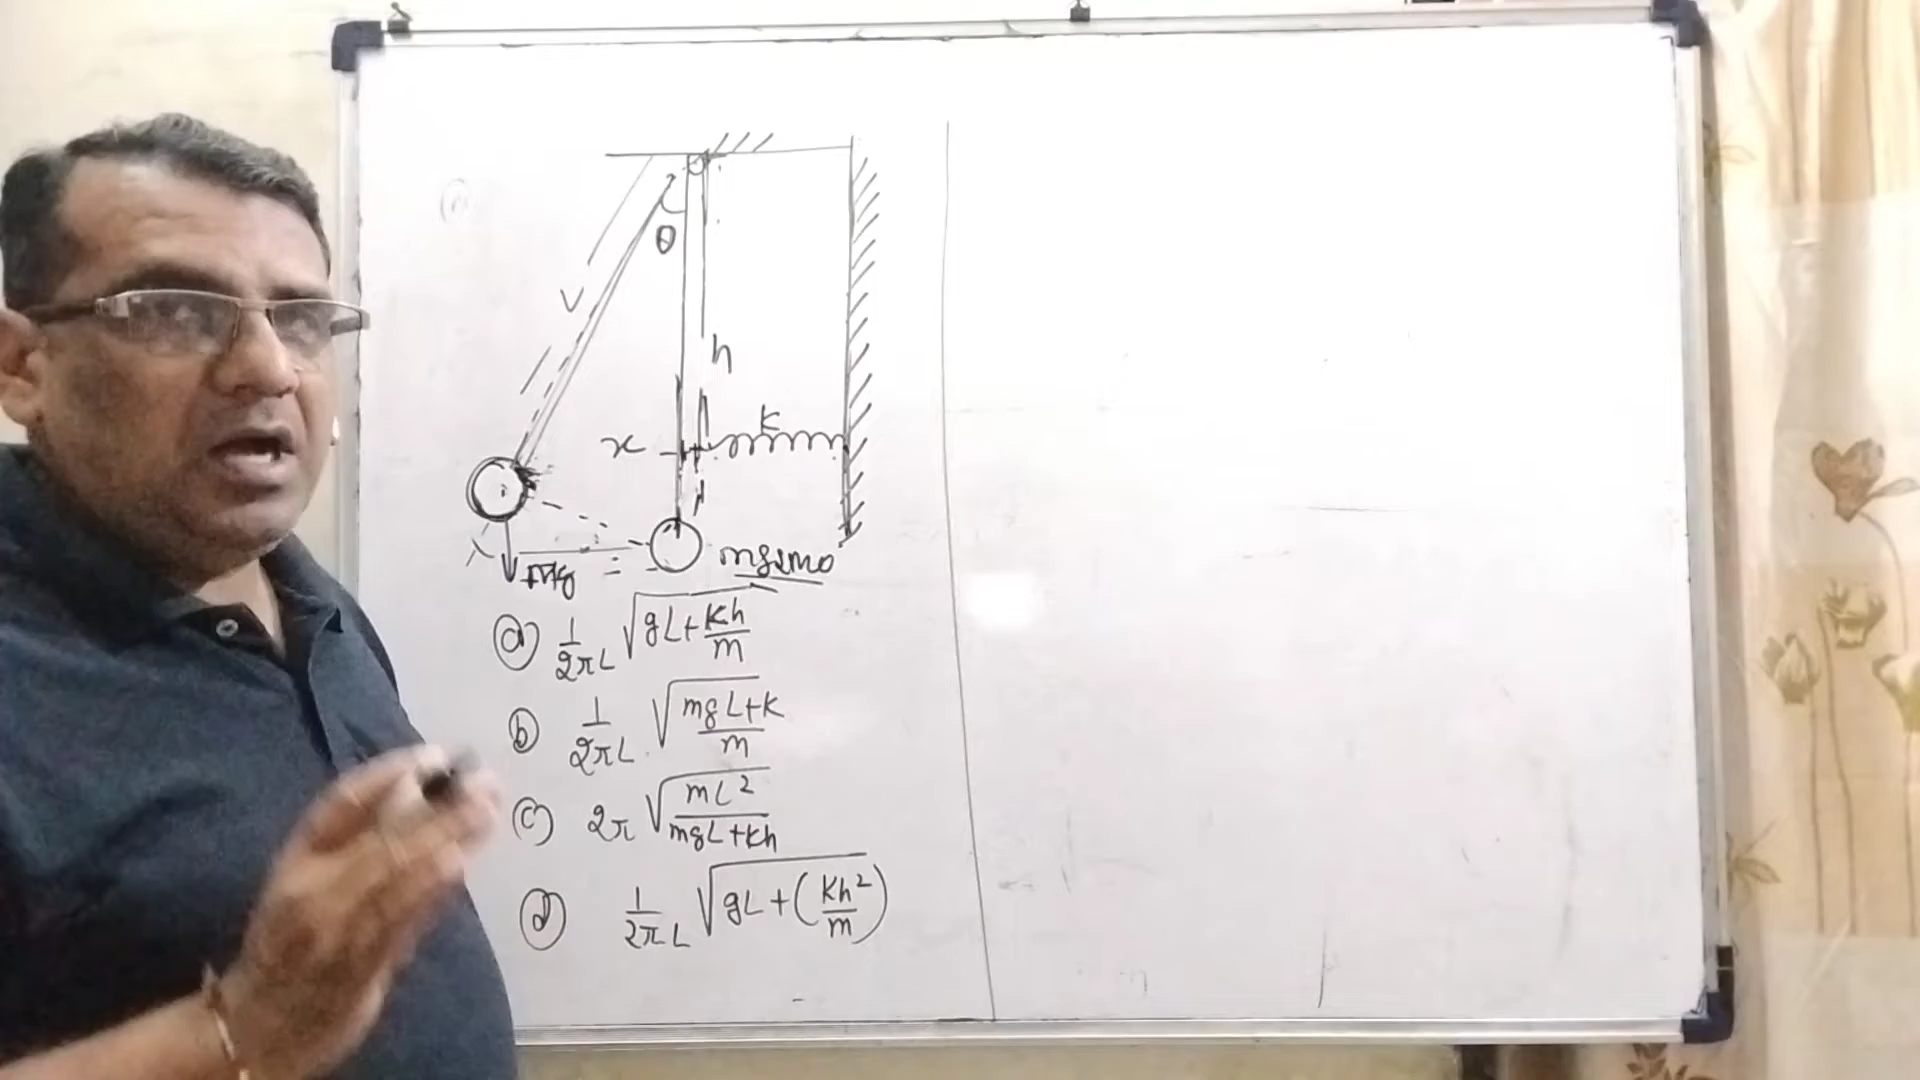 θ
L
h
K
x
mg
mgsinθ
(a) 1/2πL √(gL + Kh/m)
(b) 1/2πL √((mgL + K)/m)
(c) 2π √(mL²/(mgL + Kh))
(d) 1/2πL √(gL + (Kh²/m))